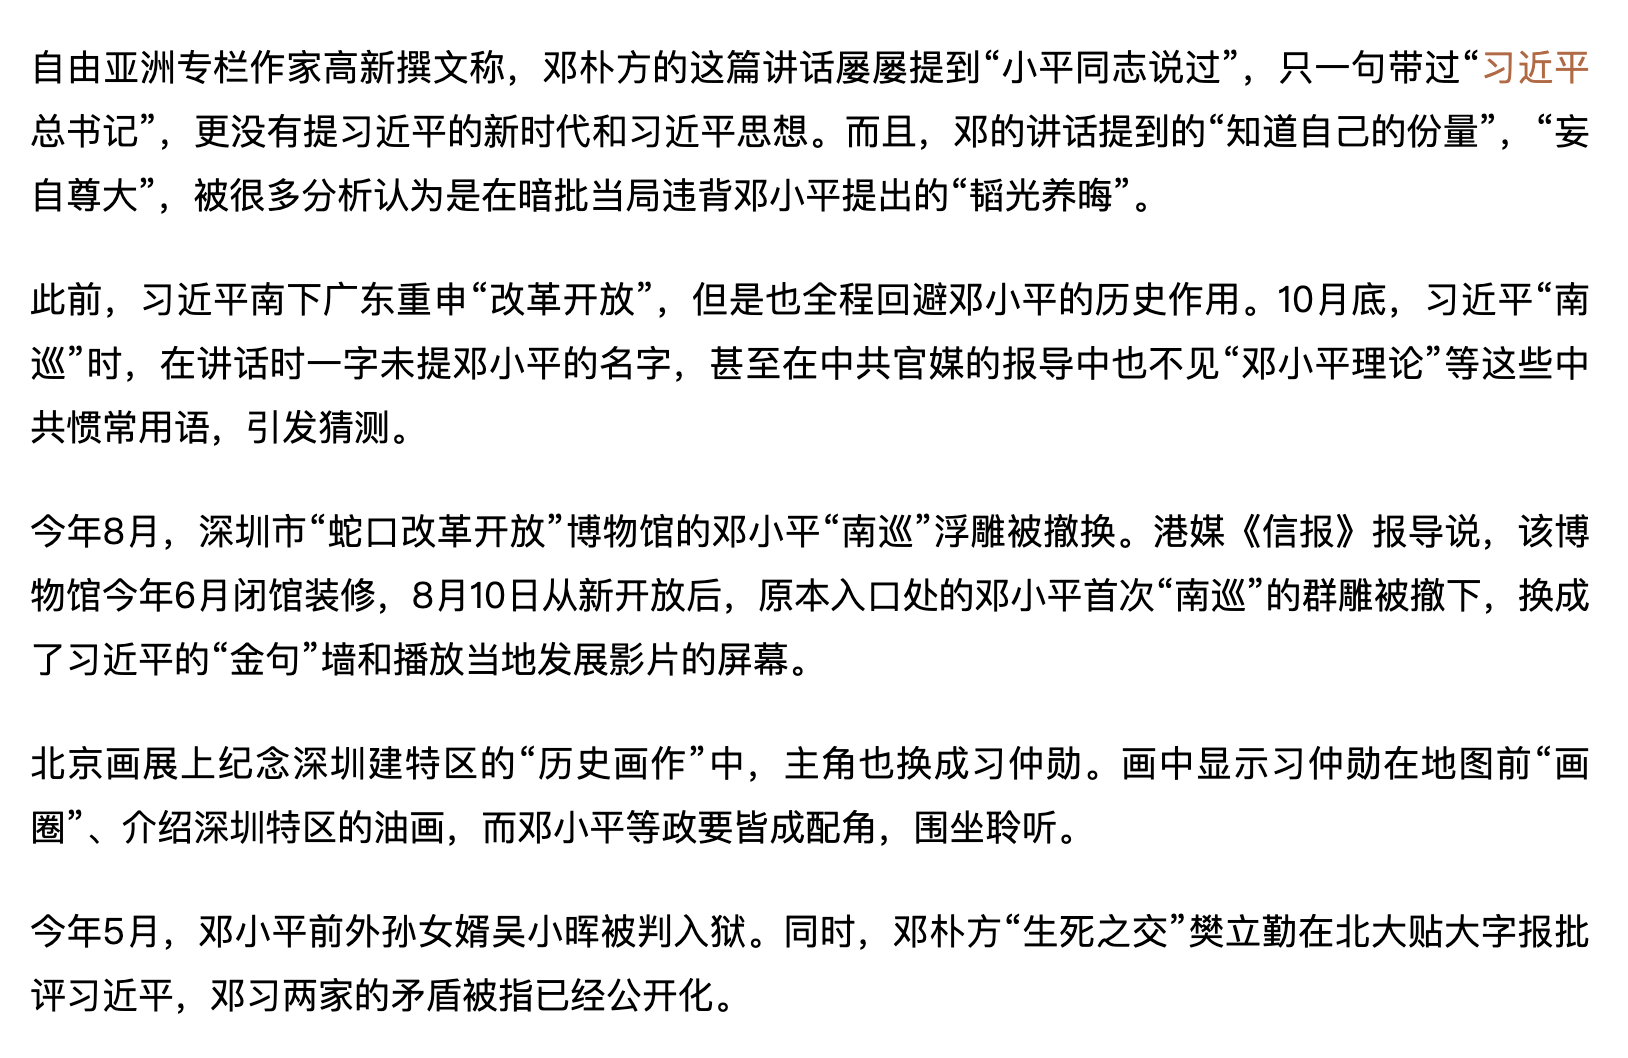 自由亚洲专栏作家高新撰文称，邓朴方的这篇讲话屡屡提到“小平同志说过”，只一句带过“习近平
总书记”，更没有提习近平的新时代和习近平思想。而且，邓的讲话提到的“知道自己的份量”，“妄
自尊大”，被很多分析认为是在暗批当局违背邓小平提出的“韬光养晦”。
此前，习近平南下广东重申“改革开放”，但是也全程回避邓小平的历史作用。10月底，习近平“南
巡”时，在讲话时一字未提邓小平的名字，甚至在中共官媒的报导中也不见“邓小平理论”等这些中
共惯常用语，引发猜测。
今年8月，深圳市“蛇口改革开放”博物馆的邓小平“南巡”浮雕被撤换。港媒《信报》报导说，该博
物馆今年6月闭馆装修，8月10日从新开放后，原本入口处的邓小平首次“南巡”的群雕被撤下，换成
了习近平的“金句”墙和播放当地发展影片的屏幕。
北京画展上纪念深圳建特区的“历史画作”中，主角也换成习仲勋。画中显示习仲勋在地图前“画
圈”、介绍深圳特区的油画，而邓小平等政要皆成配角，围坐聆听。
今年5月，邓小平前外孙女婿吴小晖被判入狱。同时，邓朴方“生死之交”樊立勤在北大贴大字报批
评习近平，邓习两家的矛盾被指已经公开化。